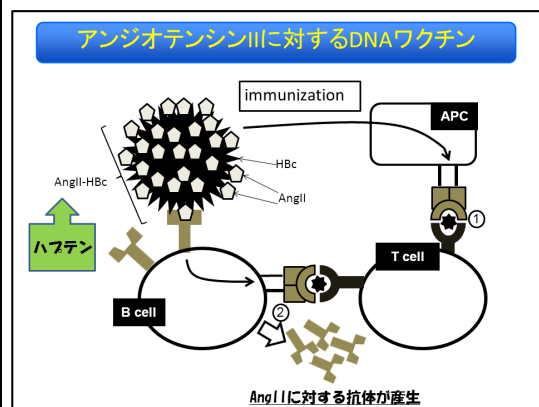 アンジオテンシンIIに対するDNAワクチン
immunization
APC
HBc
AngII-HBc
AngII
①
ハプテン
T cell
B cell
②
AngIIに対する抗体が産生